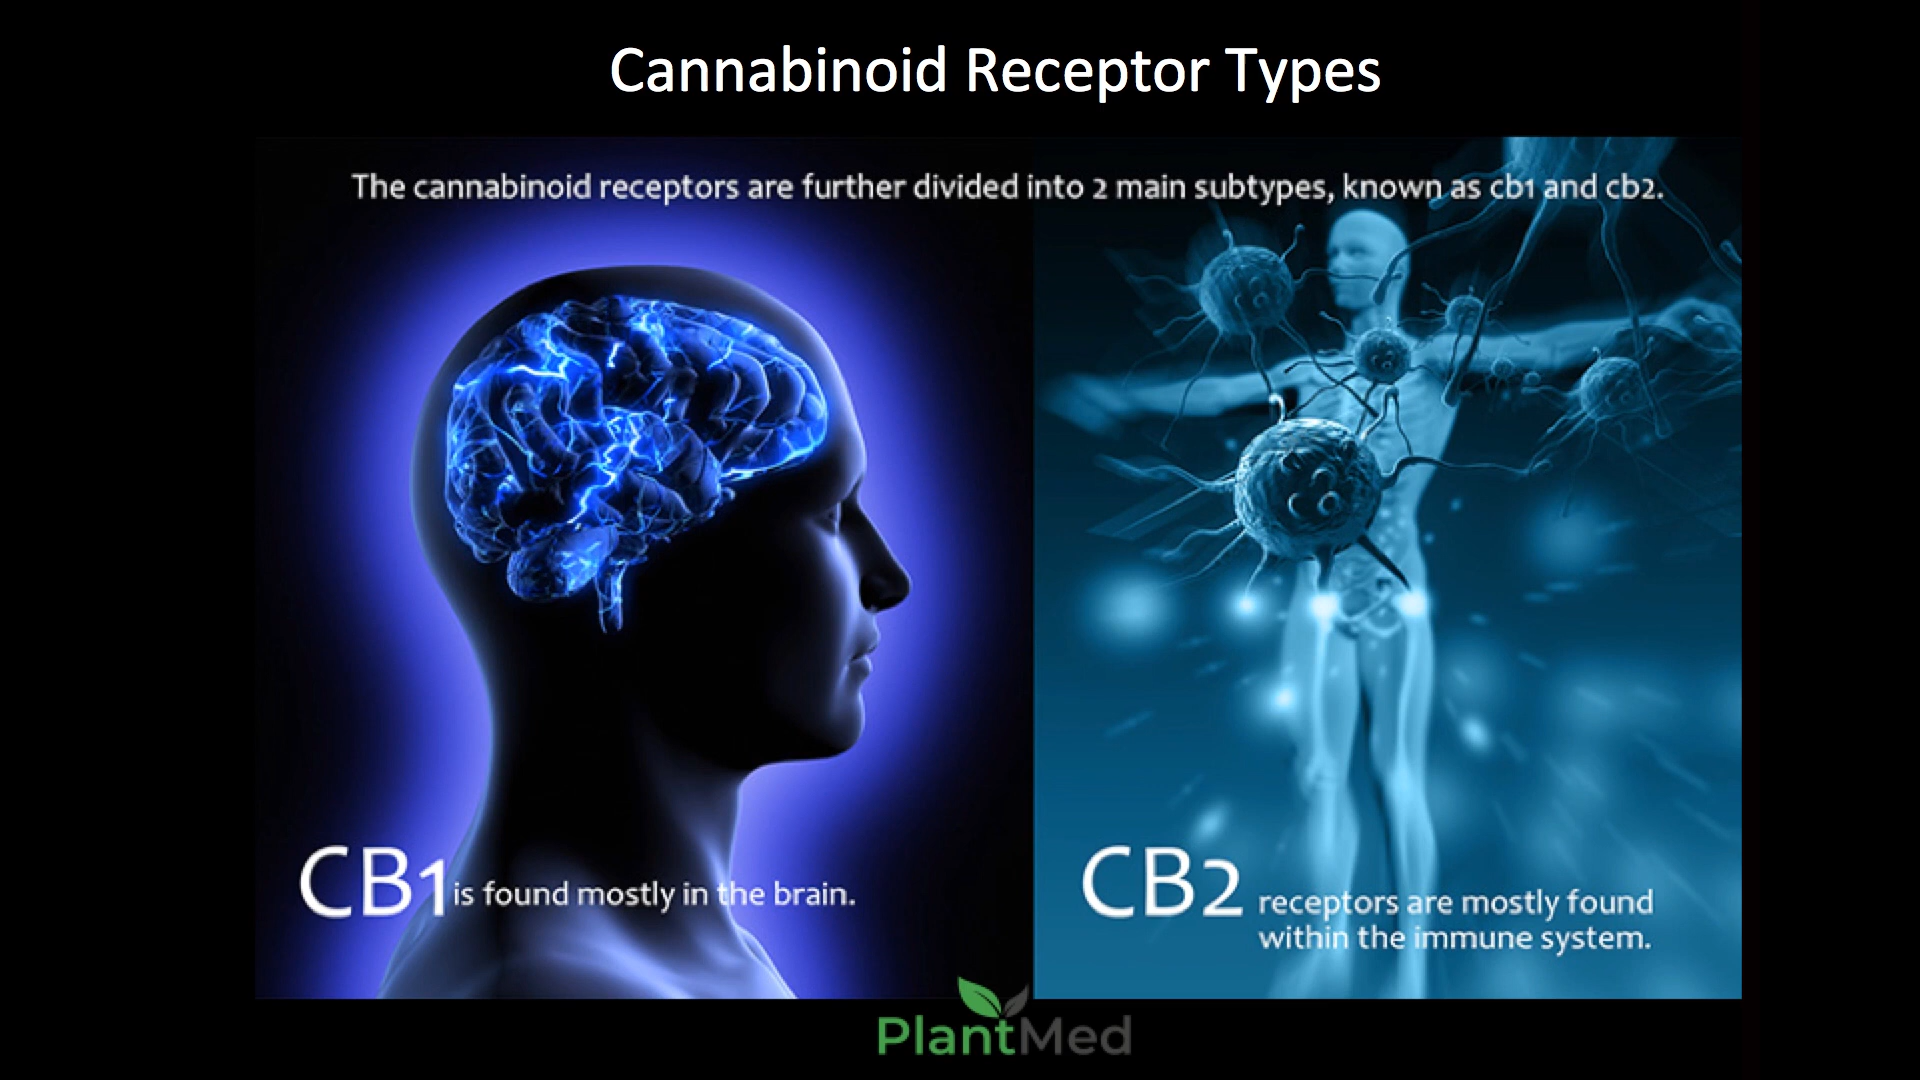 Cannabinoid Receptor Types
The cannabinoid receptors are further divided into 2 main subtypes, known as cb1 and cb2.
CB1 is found mostly in the brain.
CB2 receptors are mostly found
within the immune system.
PlantMed